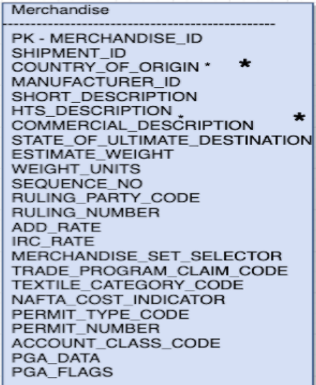 Merchandise
PK - MERCHANDISE_ID
SHIPMENT_ID
COUNTRY_OF_ORIGIN * *
MANUFACTURER_ID
SHORT_DESCRIPTION
HTS_DESCRIPTION *
COMMERCIAL_DESCRIPTION *
STATE_OF_ULTIMATE_DESTINATION
ESTIMATE_WEIGHT
WEIGHT_UNITS
SEQUENCE_NO
RULING_PARTY_CODE
RULING_NUMBER
ADD_RATE
IRC_RATE
MERCHANDISE_SET_SELECTOR
TRADE_PROGRAM_CLAIM_CODE
TEXTILE_CATEGORY_CODE
NAFTA_COST_INDICATOR
PERMIT_TYPE_CODE
PERMIT_NUMBER
ACCOUNT_CLASS_CODE
PGA_DATA
PGA_FLAGS